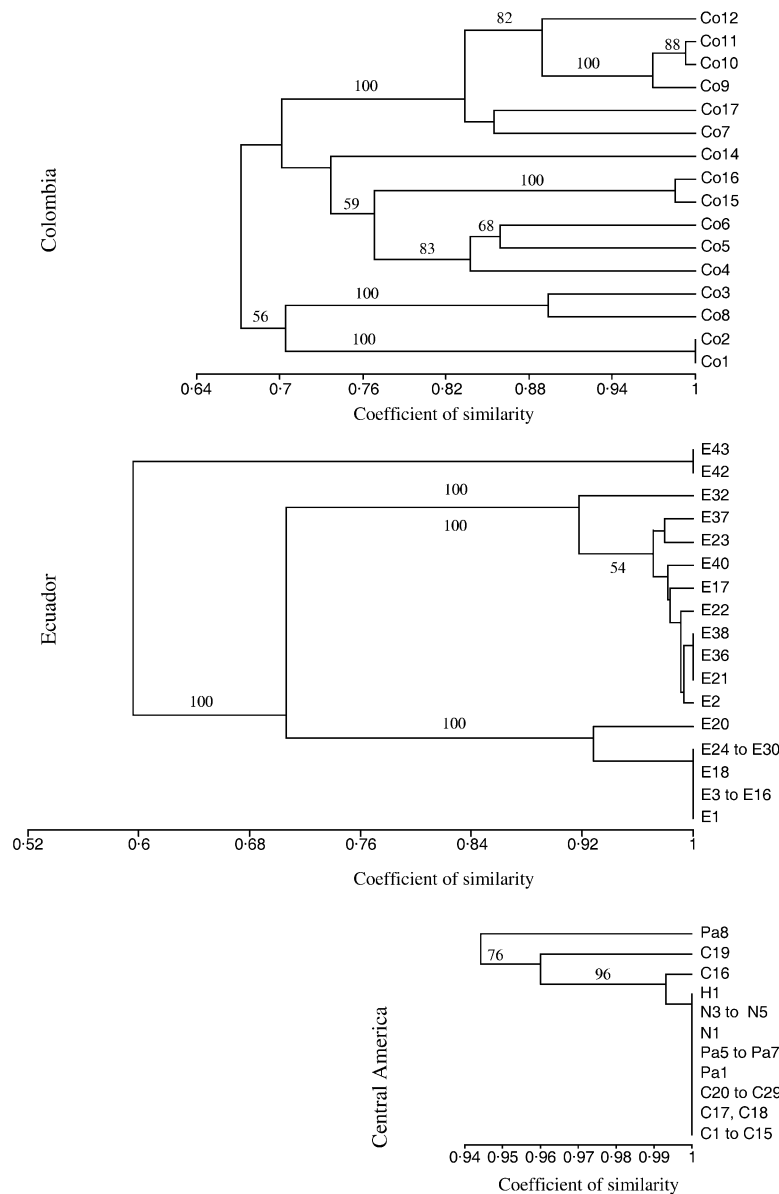 82
Co12
Co11
88
Co10
100
Co9
100
Co17
Co7
Co14
Co16
100
Co15
59
Co6
68
Co5
83
Co4
Co3
100
Co8
56
Co2
100
Co1
Colombia
0·64 0·7 0·76 0·82 0·88 0·94 1
Coefficient of similarity
E43
E42
100
E32
E37
100
E23
E40
54
E17
E22
E38
E36
E21
E2
100
100
E20
E24 to E30
E18
E3 to E16
E1
Ecuador
0·52 0·6 0·68 0·76 0·84 0·92 1
Coefficient of similarity
Pa8
76
C19
96
C16
H1
N3 to N5
N1
Pa5 to Pa7
Pa1
C20 to C29
C17, C18
C1 to C15
Central America
0·94 0·95 0·96 0·97 0·98 0·99 1
Coefficient of similarity